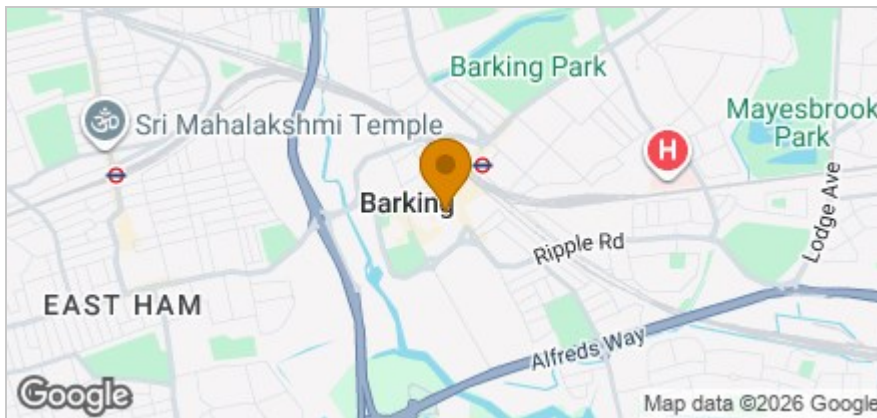 Barking Park
Mayesbrook
Park
Sri Mahalakshmi Temple
ॐ
H
Barking
Lodge Ave
Ripple Rd
EAST HAM
Alfreds Way
Google
Map data ©2026 Google